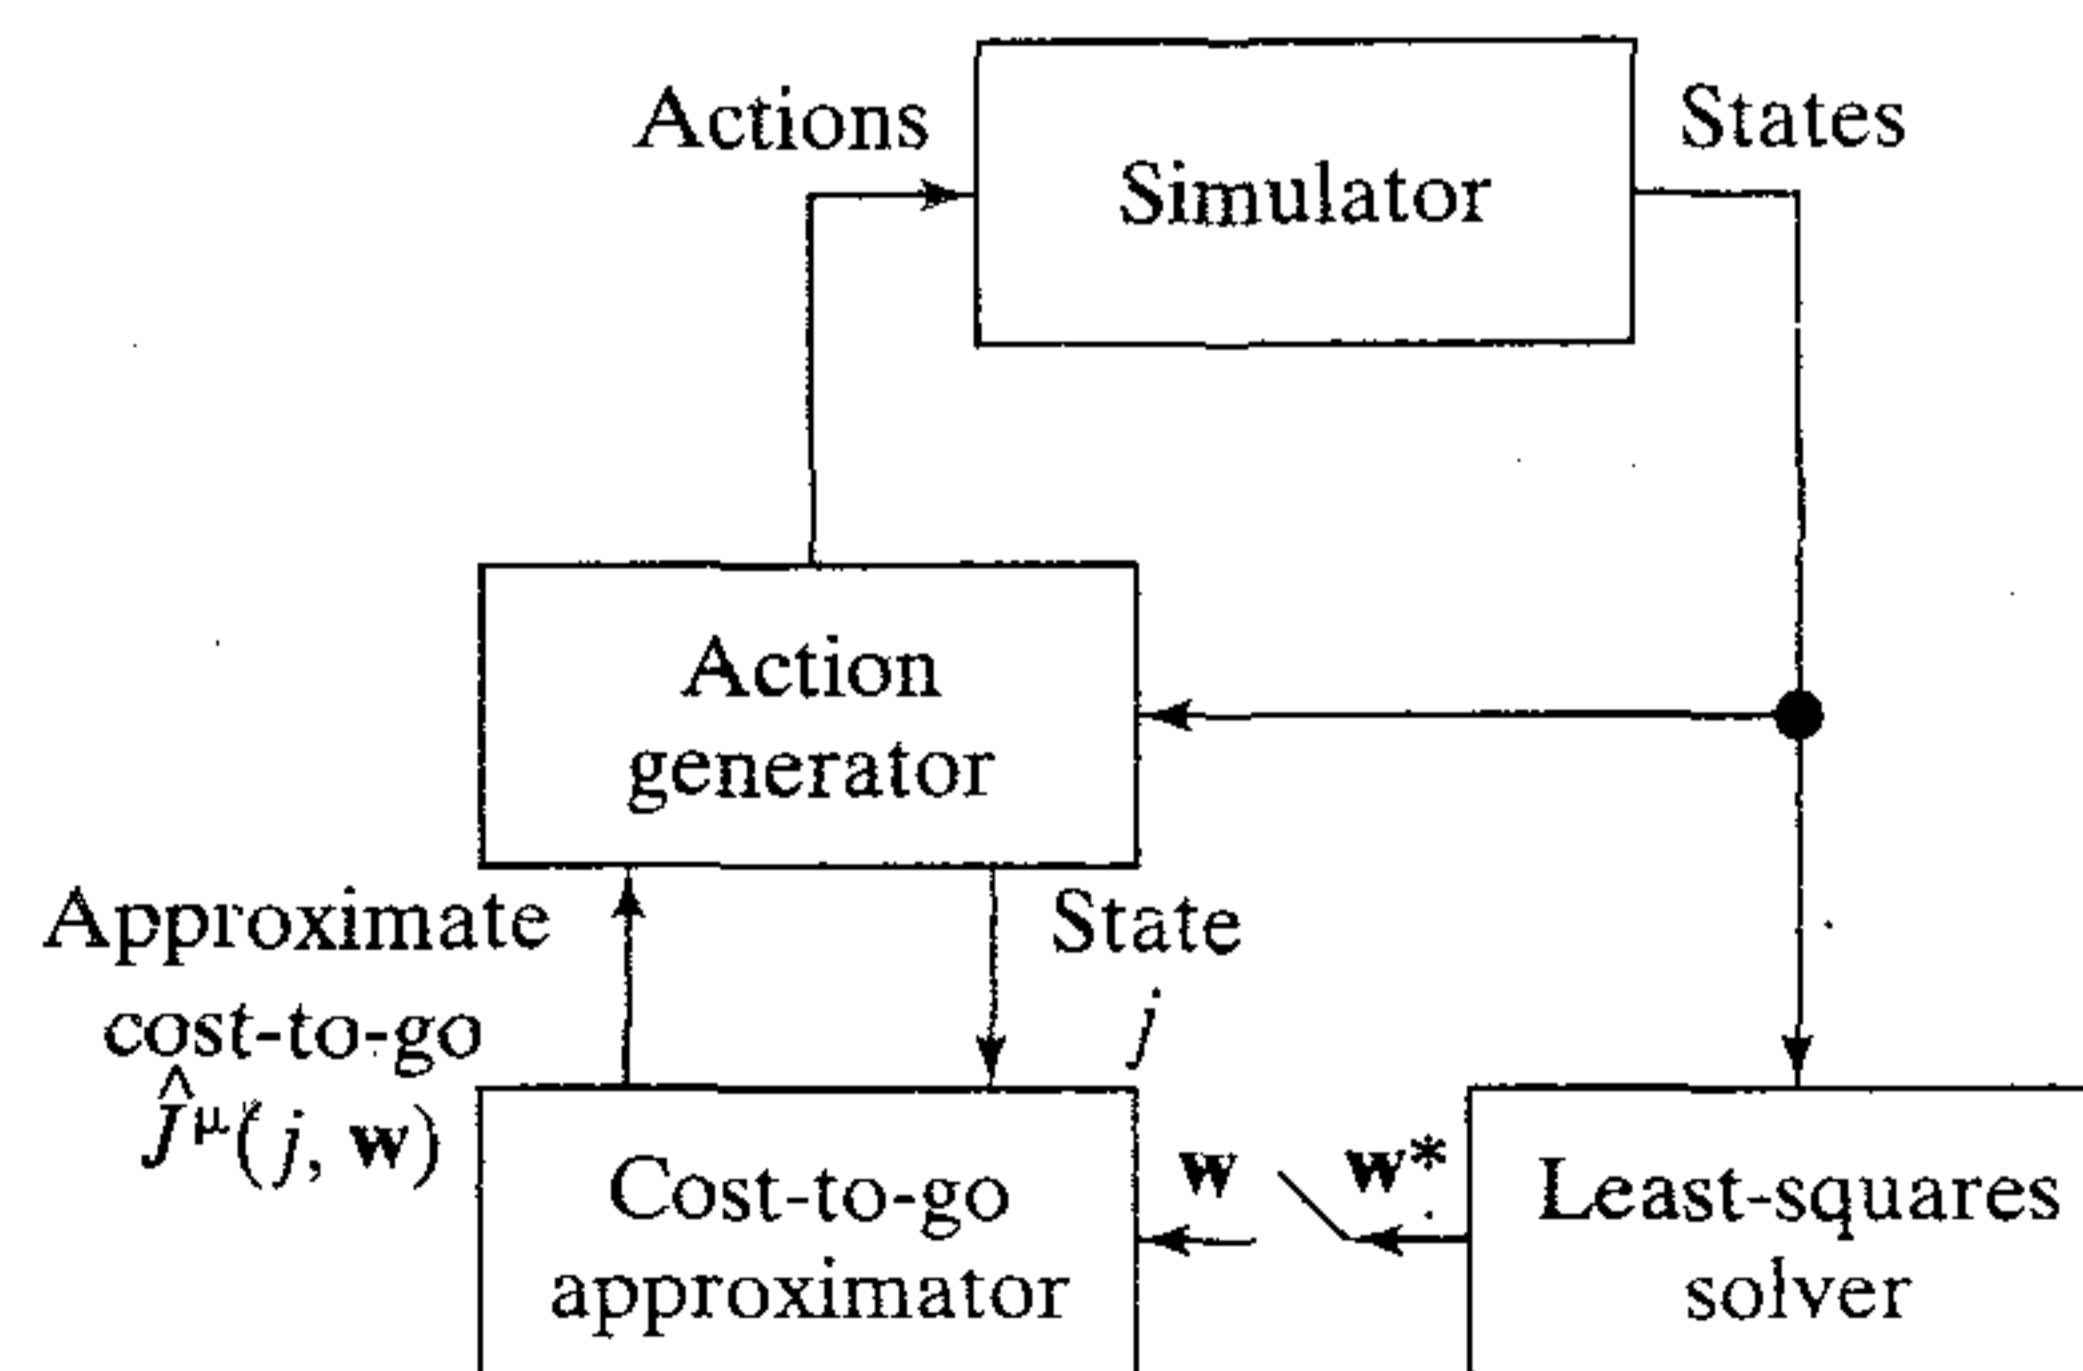 Actions
States
Simulator
Action
generator
Approximate
cost-to-go
Ĵ^μ(j, w)
State
j
Cost-to-go
approximator
w
w*
Least-squares
solver